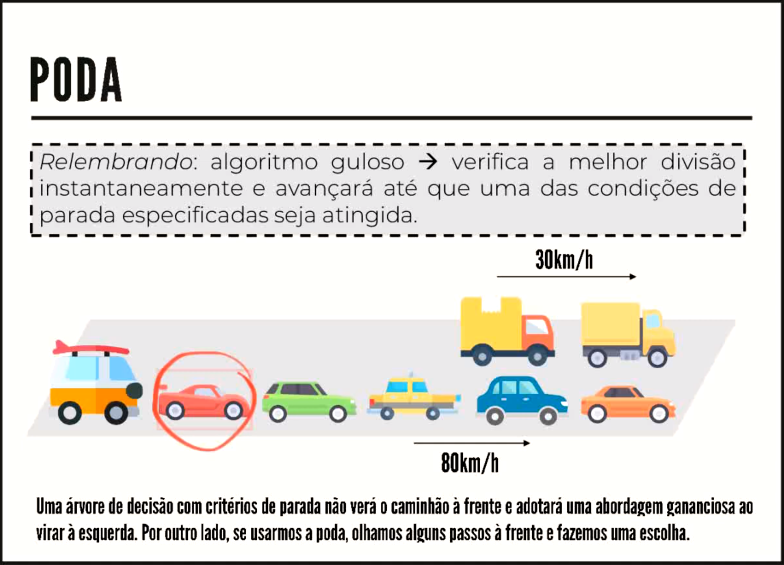 PODA
Relembrando: algoritmo guloso → verifica a melhor divisão
instantaneamente e avançará até que uma das condições de
parada especificadas seja atingida.
30km/h
80km/h
Uma árvore de decisão com critérios de parada não verá o caminhão à frente e adotará uma abordagem gananciosa ao
virar à esquerda. Por outro lado, se usarmos a poda, olhamos alguns passos à frente e fazemos uma escolha.